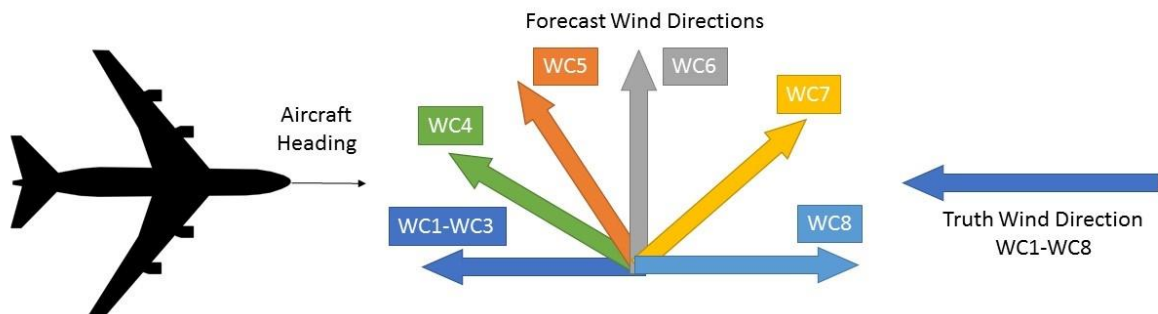 Forecast Wind Directions
WC5
WC6
WC7
Aircraft
Heading
WC4
WC1-WC3
WC8
Truth Wind Direction
WC1-WC8